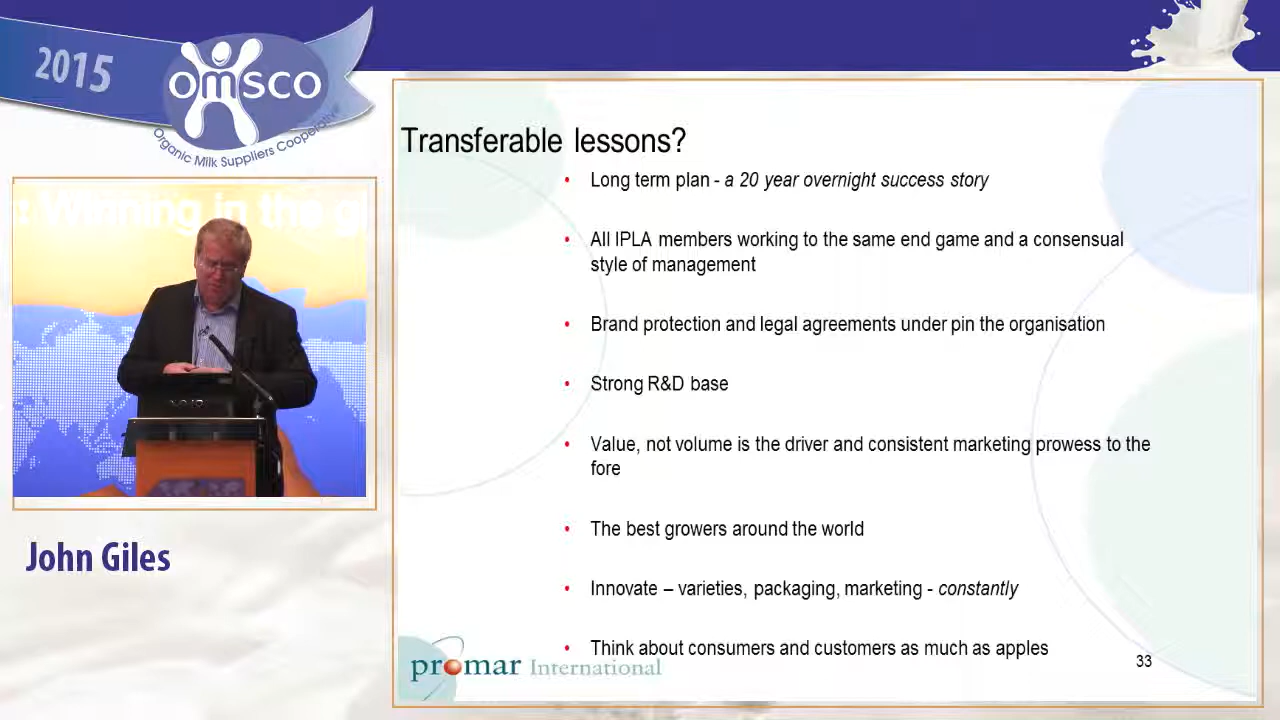 2015
omsco
Organic Milk Suppliers Cooperative
: Winning in the g
John Giles
Transferable lessons?
• Long term plan - a 20 year overnight success story
• All IPLA members working to the same end game and a consensual
style of management
• Brand protection and legal agreements under pin the organisation
• Strong R&D base
• Value, not volume is the driver and consistent marketing prowess to the
fore
• The best growers around the world
• Innovate – varieties, packaging, marketing - constantly
• Think about consumers and customers as much as apples
promar International
33